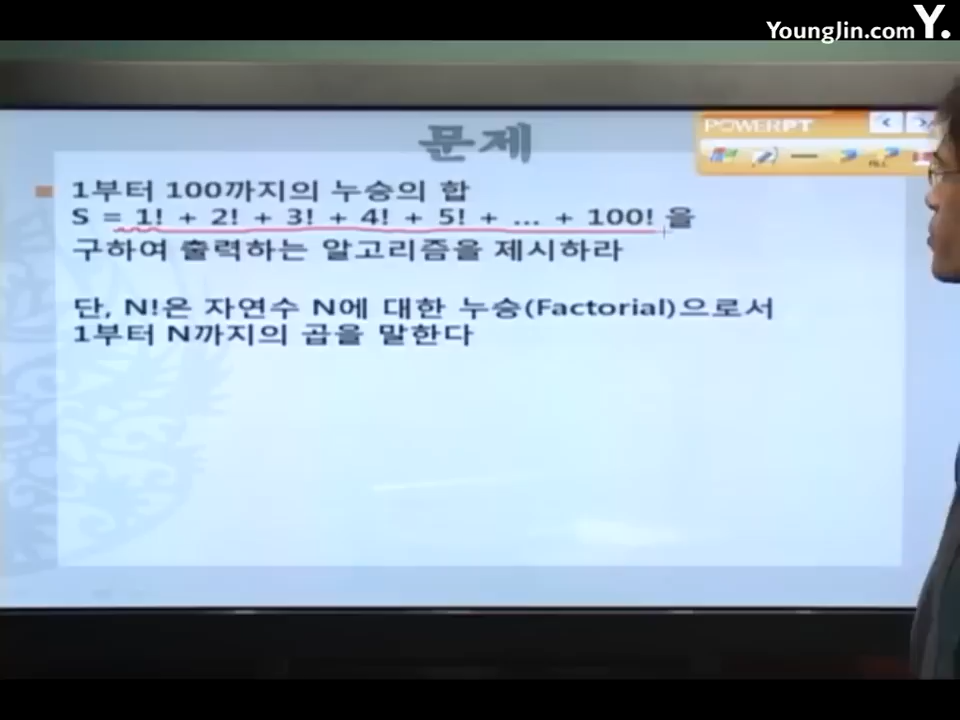 YoungJin.com Y.
문제
POWERPT
1부터 100까지의 누승의 합
S = 1! + 2! + 3! + 4! + 5! + ... + 100! 을
구하여 출력하는 알고리즘을 제시하라
단, N!은 자연수 N에 대한 누승(Factorial)으로서
1부터 N까지의 곱을 말한다